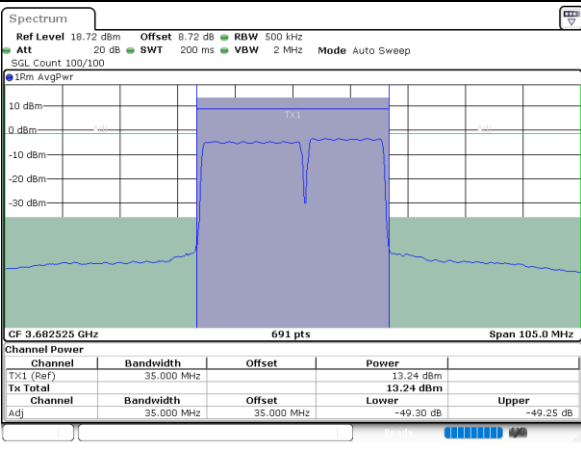 Spectrum
Ref Level 18.72 dBm Offset 8.72 dB RBW 500 kHz
Att 20 dB SWT 200 ms VBW 2 MHz Mode Auto Sweep
SGL Count 100/100
1Rm AvgPwr
10 dBm
TX1
0 dBm
Adj Adj
-10 dBm
-20 dBm
-30 dBm
CF 3.682525 GHz 691 pts Span 105.0 MHz
Channel Power
Channel Bandwidth Offset Power
TX1 (Ref) 35.000 MHz 13.24 dBm
Tx Total 13.24 dBm
Channel Bandwidth Offset Lower Upper
Adj 35.000 MHz 35.000 MHz -49.30 dB -49.25 dB
Ready